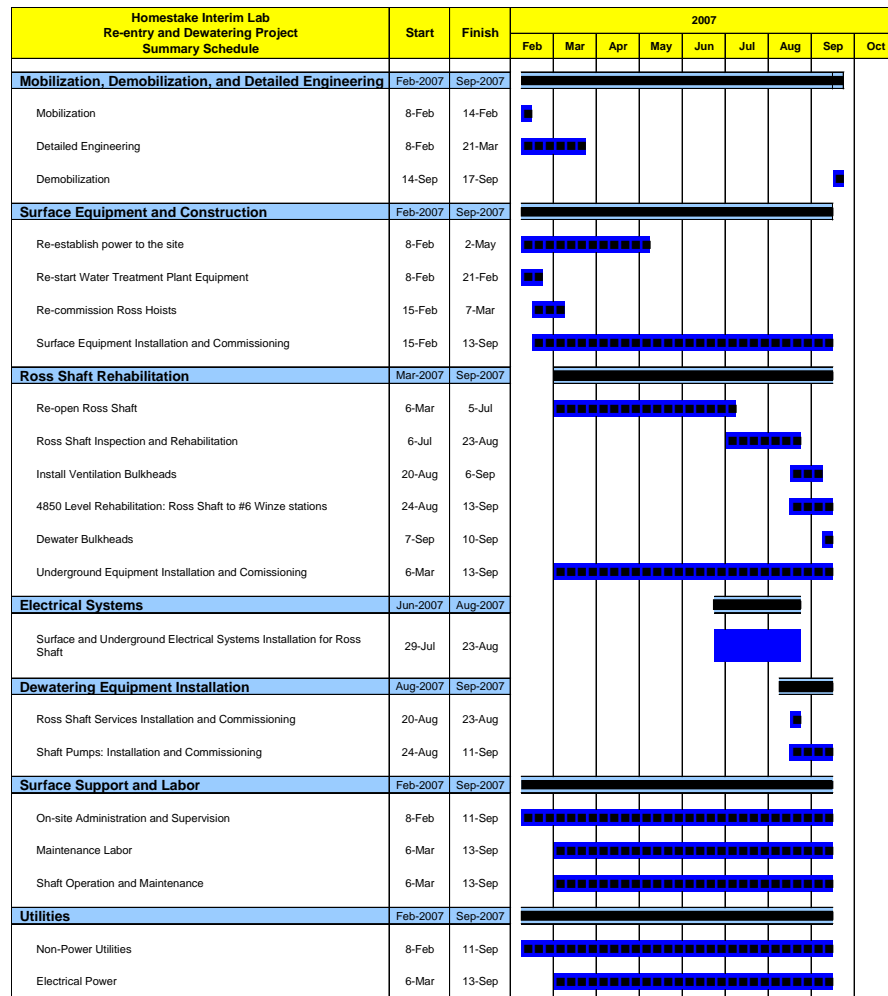 Homestake Interim Lab
Re-entry and Dewatering Project
Summary Schedule
Start
Finish
2007
Feb Mar Apr May Jun Jul Aug Sep Oct
Mobilization, Demobilization, and Detailed Engineering Feb-2007 Sep-2007
Mobilization 8-Feb 14-Feb
Detailed Engineering 8-Feb 21-Mar
Demobilization 14-Sep 17-Sep
Surface Equipment and Construction Feb-2007 Sep-2007
Re-establish power to the site 8-Feb 2-May
Re-start Water Treatment Plant Equipment 8-Feb 21-Feb
Re-commission Ross Hoists 15-Feb 7-Mar
Surface Equipment Installation and Commissioning 15-Feb 13-Sep
Ross Shaft Rehabilitation Mar-2007 Sep-2007
Re-open Ross Shaft 6-Mar 5-Jul
Ross Shaft Inspection and Rehabilitation 6-Jul 23-Aug
Install Ventilation Bulkheads 20-Aug 6-Sep
4850 Level Rehabilitation: Ross Shaft to #6 Winze stations 24-Aug 13-Sep
Dewater Bulkheads 7-Sep 10-Sep
Underground Equipment Installation and Comissioning 6-Mar 13-Sep
Electrical Systems Jun-2007 Aug-2007
Surface and Underground Electrical Systems Installation for Ross
Shaft 29-Jul 23-Aug
Dewatering Equipment Installation Aug-2007 Sep-2007
Ross Shaft Services Installation and Commissioning 20-Aug 23-Aug
Shaft Pumps: Installation and Commissioning 24-Aug 11-Sep
Surface Support and Labor Feb-2007 Sep-2007
On-site Administration and Supervision 8-Feb 11-Sep
Maintenance Labor 6-Mar 13-Sep
Shaft Operation and Maintenance 6-Mar 13-Sep
Utilities Feb-2007 Sep-2007
Non-Power Utilities 8-Feb 11-Sep
Electrical Power 6-Mar 13-Sep